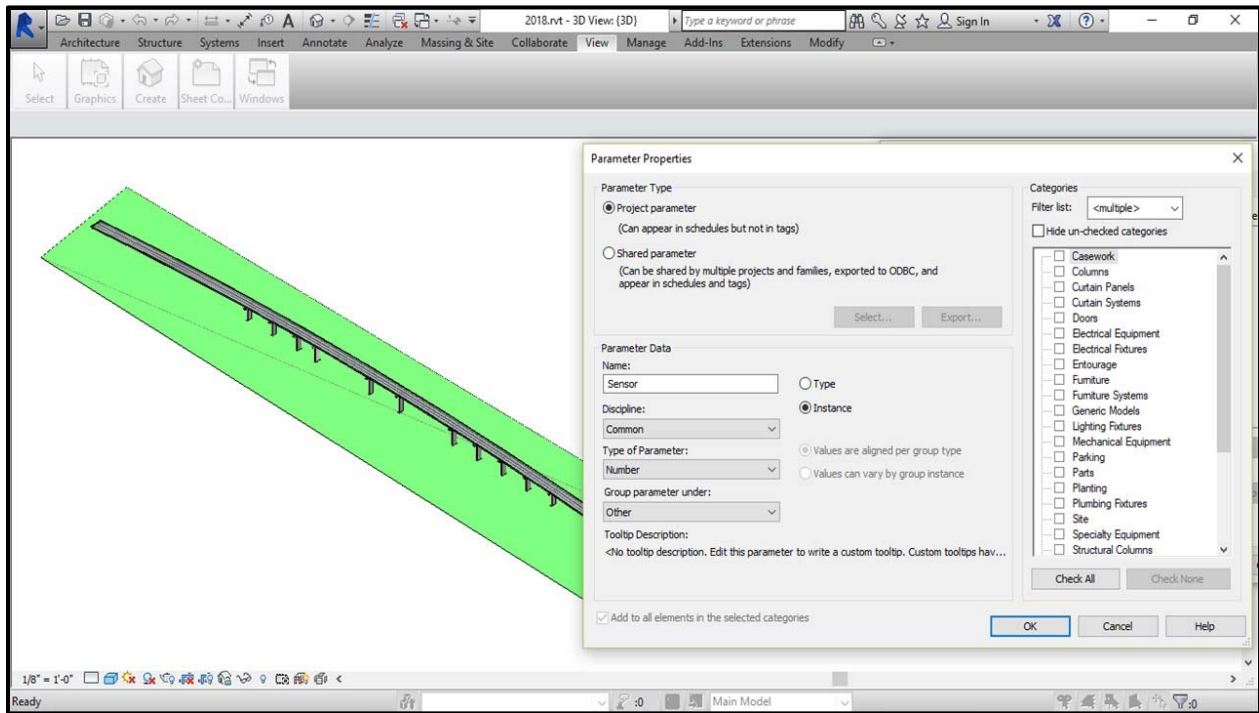 2018.rvt - 3D View: {3D}
Type a keyword or phrase
Sign In
Architecture Structure Systems Insert Annotate Analyze Massing & Site Collaborate View Manage Add-Ins Extensions Modify
Select Graphics Create Sheet Co... Windows
Parameter Properties
Parameter Type
Project parameter
(Can appear in schedules but not in tags)
Shared parameter
(Can be shared by multiple projects and families, exported to ODBC, and
appear in schedules and tags)
Select... Export...
Parameter Data
Name:
Sensor
Type
Discipline:
Instance
Common
Type of Parameter:
Values are aligned per group type
Number
Values can vary by group instance
Group parameter under:
Other
Tooltip Description:
<No tooltip description. Edit this parameter to write a custom tooltip. Custom tooltips hav...
Add to all elements in the selected categories
Categories
Filter list: <multiple>
Hide un-checked categories
Casework
Columns
Curtain Panels
Curtain Systems
Doors
Electrical Equipment
Electrical Fixtures
Entourage
Furniture
Furniture Systems
Generic Models
Lighting Fixtures
Mechanical Equipment
Parking
Parts
Planting
Plumbing Fixtures
Site
Specialty Equipment
Structural Columns
Check All Check None
OK Cancel Help
1/8" = 1'-0"
Ready
:0 Main Model :0